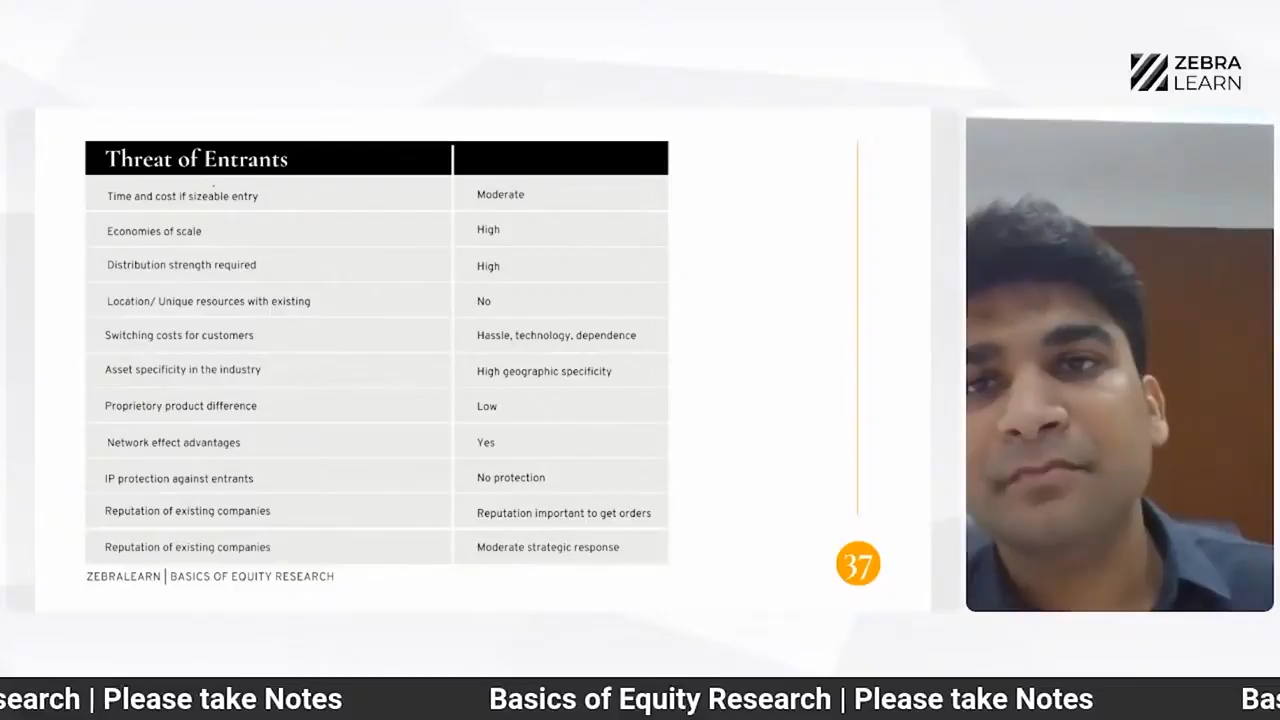 ZEBRA
LEARN
Threat of Entrants
Time and cost if sizeable entry Moderate
Economies of scale High
Distribution strength required High
Location/ Unique resources with existing No
Switching costs for customers Hassle, technology, dependence
Asset specificity in the industry High geographic specificity
Proprietory product difference Low
Network effect advantages Yes
IP protection against entrants No protection
Reputation of existing companies Reputation important to get orders
Reputation of existing companies Moderate strategic response
ZEBRALEARN | BASICS OF EQUITY RESEARCH
37
search | Please take Notes Basics of Equity Research | Please take Notes Bas